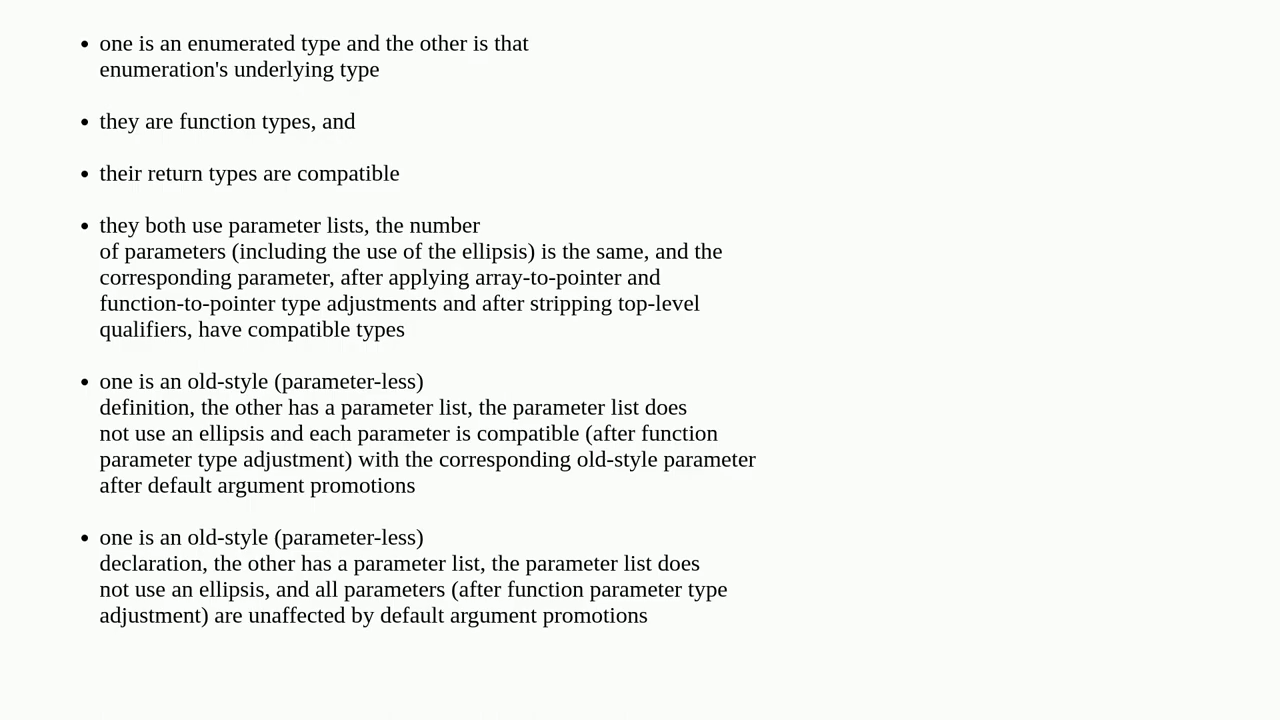 • one is an enumerated type and the other is that
enumeration's underlying type
• they are function types, and
• their return types are compatible
• they both use parameter lists, the number
of parameters (including the use of the ellipsis) is the same, and the
corresponding parameter, after applying array-to-pointer and
function-to-pointer type adjustments and after stripping top-level
qualifiers, have compatible types
• one is an old-style (parameter-less)
definition, the other has a parameter list, the parameter list does
not use an ellipsis and each parameter is compatible (after function
parameter type adjustment) with the corresponding old-style parameter
after default argument promotions
• one is an old-style (parameter-less)
declaration, the other has a parameter list, the parameter list does
not use an ellipsis, and all parameters (after function parameter type
adjustment) are unaffected by default argument promotions